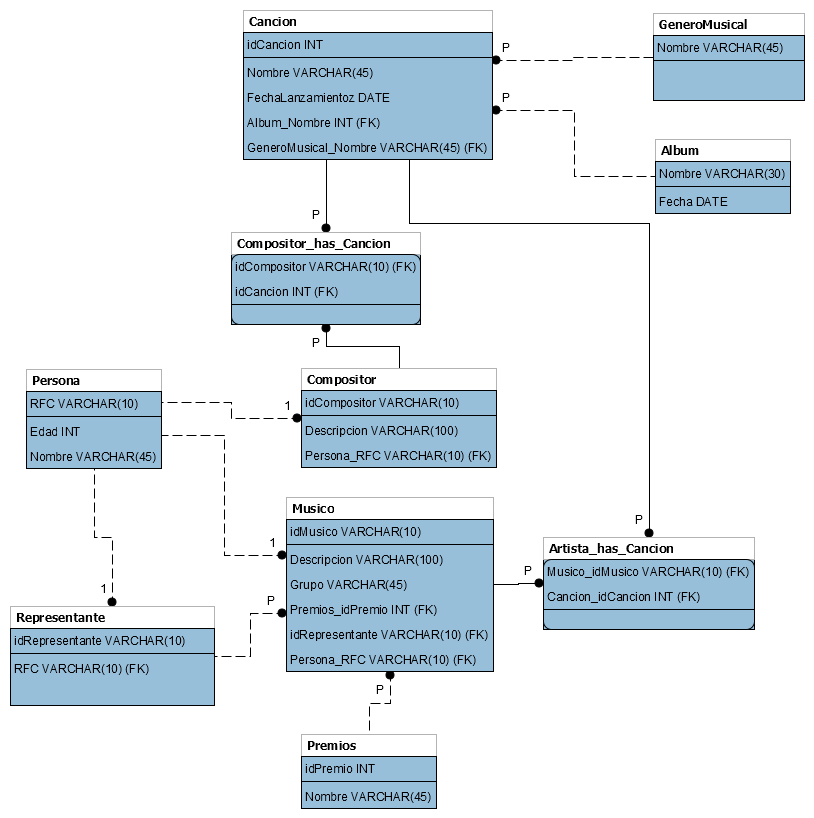 Cancion
idCancion INT
Nombre VARCHAR(45)
FechaLanzamientoz DATE
Album_Nombre INT (FK)
GeneroMusical_Nombre VARCHAR(45) (FK)
P
P
GeneroMusical
Nombre VARCHAR(45)
Album
Nombre VARCHAR(30)
Fecha DATE
P
Compositor_has_Cancion
idCompositor VARCHAR(10) (FK)
idCancion INT (FK)
P
Persona
RFC VARCHAR(10)
Edad INT
Nombre VARCHAR(45)
1
Compositor
idCompositor VARCHAR(10)
Descripcion VARCHAR(100)
Persona_RFC VARCHAR(10) (FK)
1
Musico
idMusico VARCHAR(10)
Descripcion VARCHAR(100)
Grupo VARCHAR(45)
Premios_idPremio INT (FK)
idRepresentante VARCHAR(10) (FK)
Persona_RFC VARCHAR(10) (FK)
P
P
Artista_has_Cancion
Musico_idMusico VARCHAR(10) (FK)
Cancion_idCancion INT (FK)
1
P
Representante
idRepresentante VARCHAR(10)
RFC VARCHAR(10) (FK)
P
Premios
idPremio INT
Nombre VARCHAR(45)